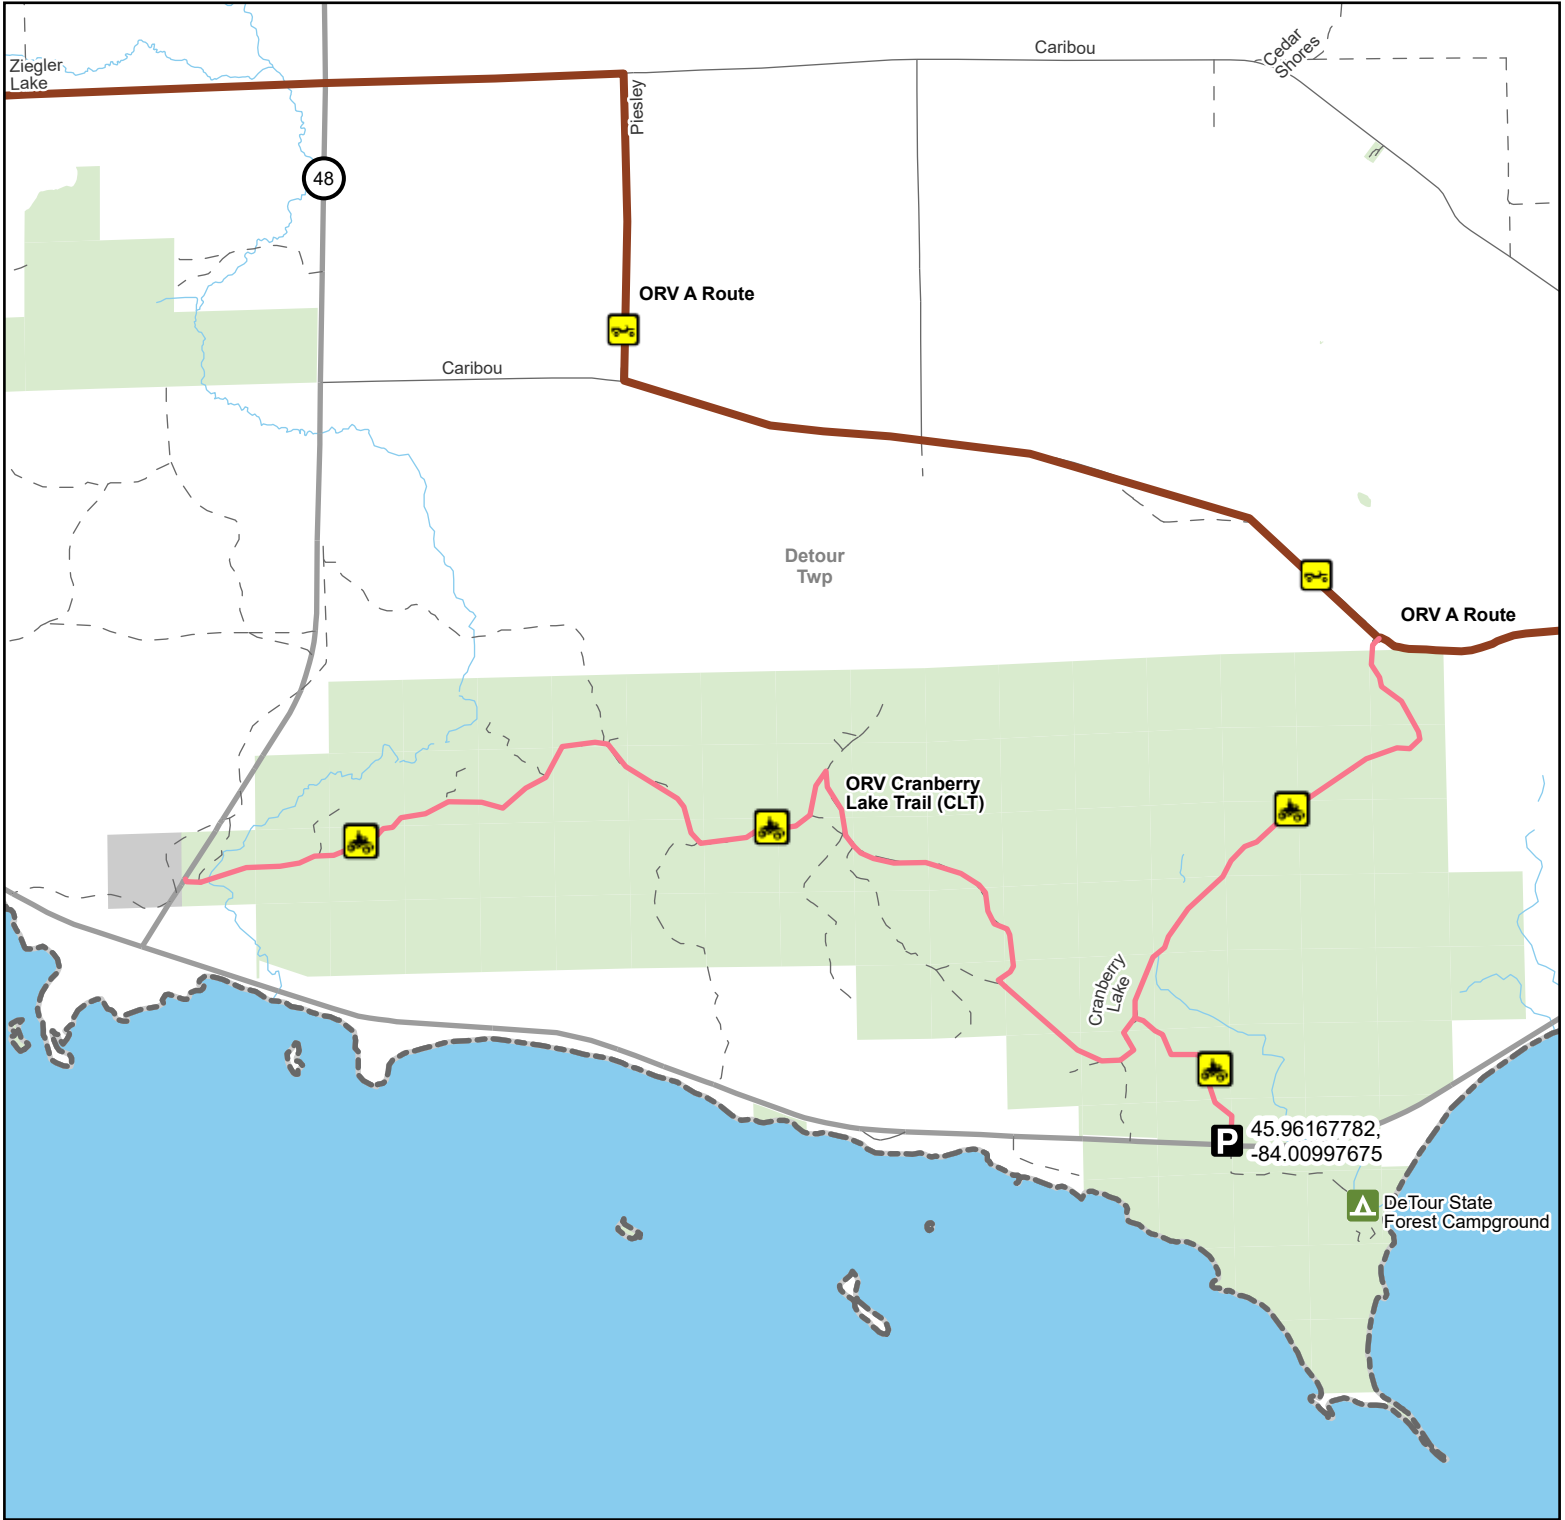 Caribou
Cedar
Shores
Ziegler
Lake
Piesley
48
ORV A Route
Caribou
Detour
Twp
ORV A Route
ORV Cranberry
Lake Trail (CLT)
Cranberry
Lake
P
45.96167782,
-84.00997675
DeTour State
Forest Campground